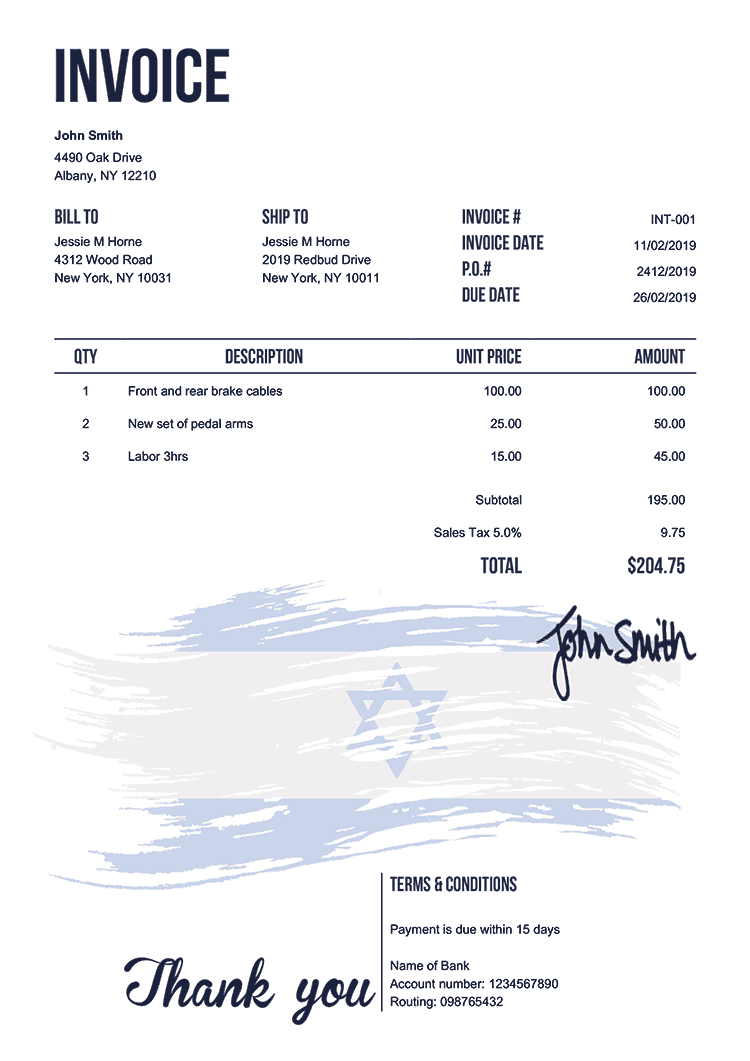 INVOICE
John Smith
4490 Oak Drive
Albany, NY 12210
BILL TO
Jessie M Horne
4312 Wood Road
New York, NY 10031
SHIP TO
Jessie M Horne
2019 Redbud Drive
New York, NY 10011
INVOICE # INT-001
INVOICE DATE 11/02/2019
P.O.# 2412/2019
DUE DATE 26/02/2019
QTY DESCRIPTION UNIT PRICE AMOUNT
1 Front and rear brake cables 100.00 100.00
2 New set of pedal arms 25.00 50.00
3 Labor 3hrs 15.00 45.00
Subtotal 195.00
Sales Tax 5.0% 9.75
TOTAL $204.75
John Smith
TERMS & CONDITIONS
Payment is due within 15 days
Name of Bank
Account number: 1234567890
Routing: 098765432
Thank you